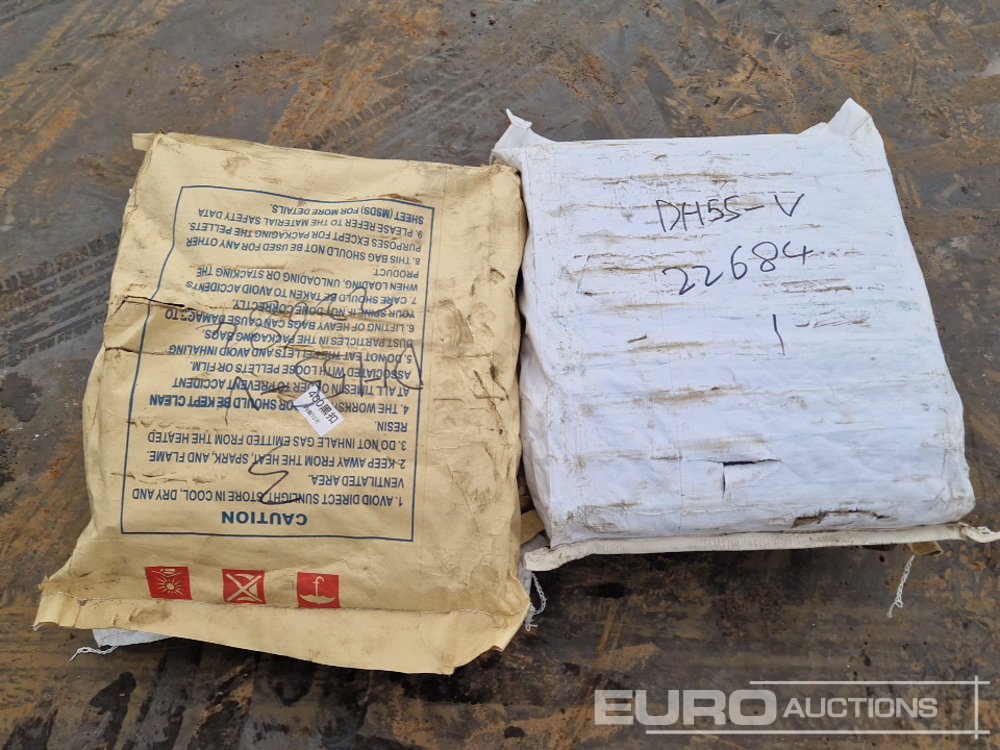 CAUTION
1. AVOID DIRECT SUNLIGHT, STORE IN COOL, DRY AND
VENTILATED AREA.
2. KEEP AWAY FROM THE HEAT, SPARK, AND FLAME.
3. DO NOT INHALE GAS EMITTED FROM THE HEATED
RESIN.
4. THE WORKS OR SHOULD BE KEPT CLEAN
AT ALL TIMES IN ORDER TO PREVENT ACCIDENT
ASSOCIATED WITH LOOSE PELLETS OR FILM.
5. DO NOT EAT THE PELLETS AND AVOID INHALING
DUST PARTICLES IN THE PACKAGING BAGS.
6. LIFTING OF HEAVY BAGS CAN CAUSE DAMAGE TO
YOUR SPINE IF NOT DONE CORRECTLY.
7. CARE SHOULD BE TAKEN TO AVOID ACCIDENTS
WHEN LOADING, UNLOADING OR STACKING THE
PRODUCT.
8. THIS BAG SHOULD NOT BE USED FOR ANY OTHER
PURPOSES EXCEPT FOR PACKAGING THE PELLETS.
9. PLEASE REFER TO THE MATERIAL SAFETY DATA
SHEET (MSDS) FOR MORE DETAILS.
DH55-V
22684
1
EURO AUCTIONS